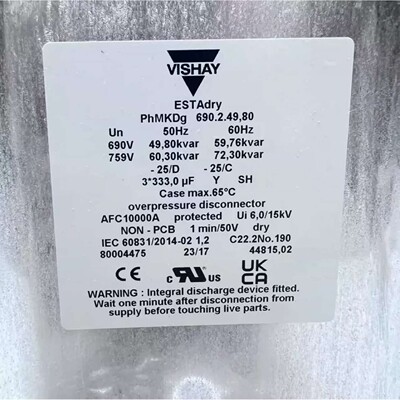 VISHAY
ESTAdry
PhMKDg 690.2.49,80
Un 50Hz 60Hz
690V 49,80kvar 59,76kvar
759V 60,30kvar 72,30kvar
- 25/D - 25/C
3*333,0 µF Y SH
Case max.65°C
overpressure disconnector
AFC10000A protected Ui 6,0/15kV
NON - PCB 1 min/50V dry
IEC 60831/2014-02 1,2 C22.2No.190
80004475 23/17 44815,02
CE c RU US UK CA
WARNING : Integral discharge device fitted.
Wait one minute after disconnection from
supply before touching live parts.